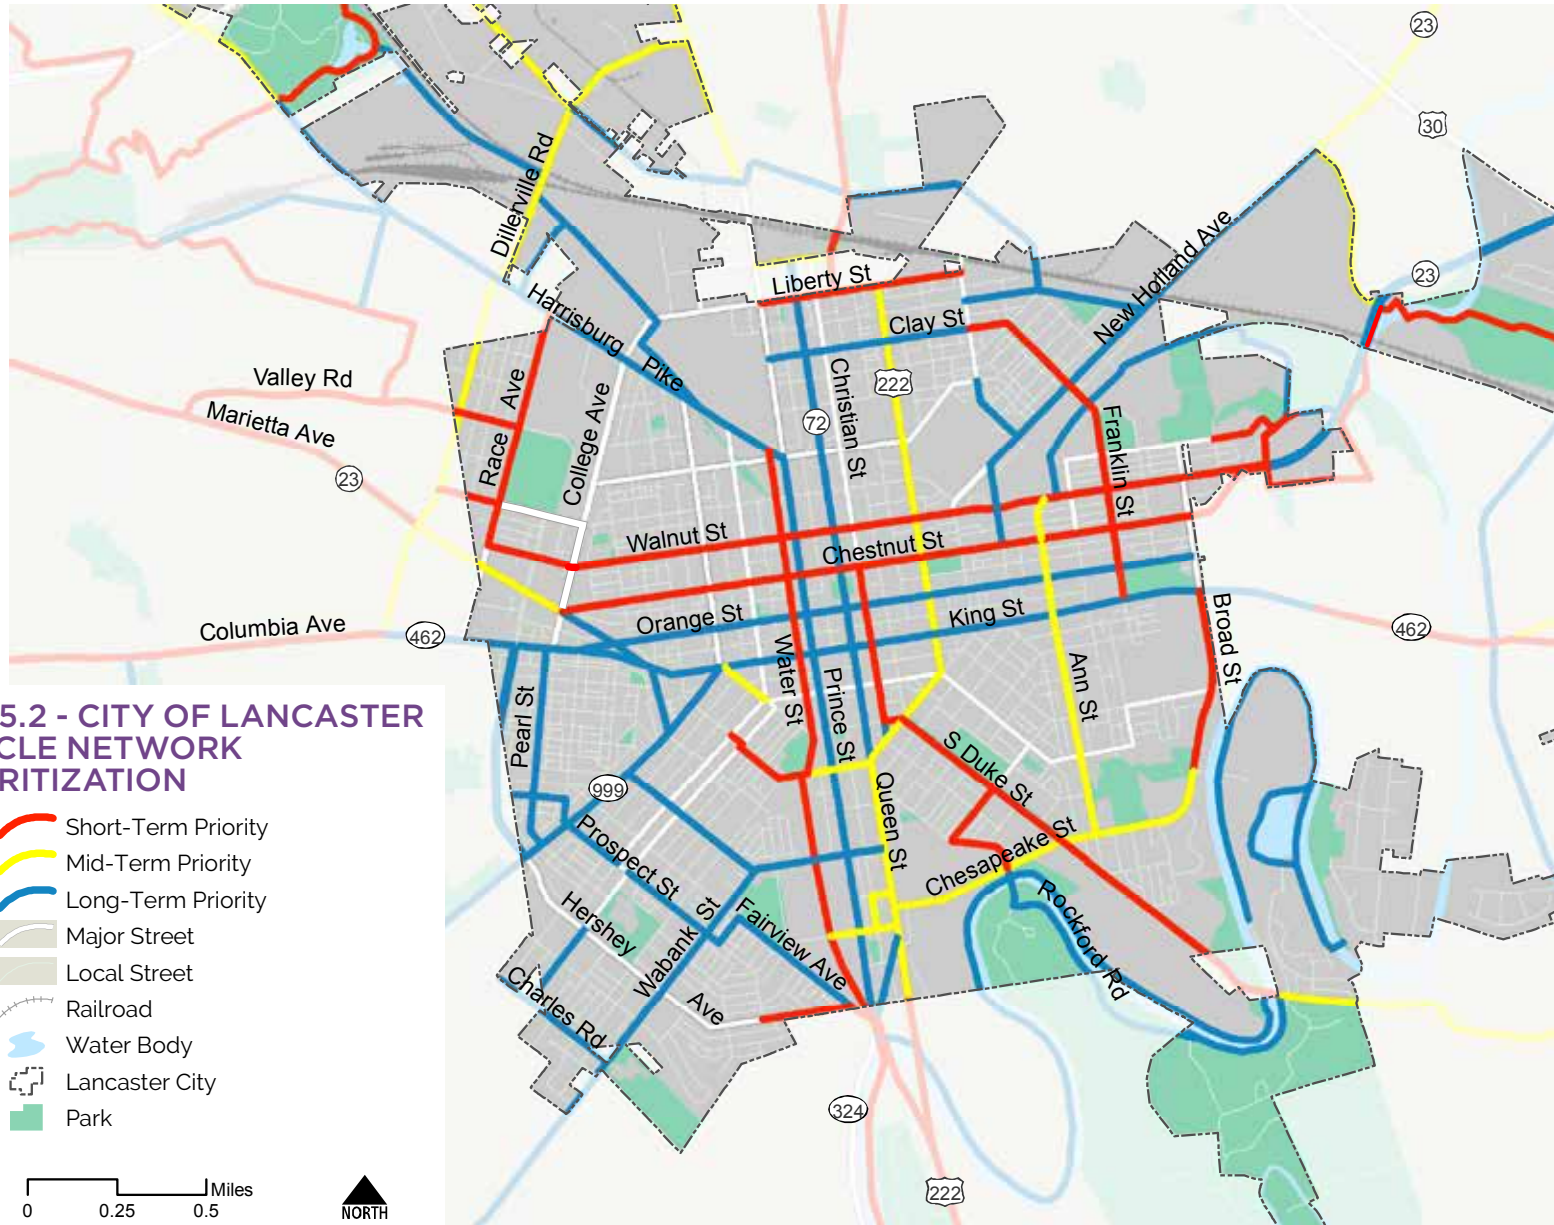 23
30
Dillerville Rd
New Holland Ave
23
Liberty St
Harrisburg Pike
Clay St
Valley Rd
222
Marietta Ave
Race Ave
College Ave
72
Christian St
Franklin St
23
Walnut St
Chestnut St
Columbia Ave
462
Orange St
King St
Broad St
462
Water St
Prince St
Ann St
Pearl St
5.2 - CITY OF LANCASTER
CLE NETWORK
RITIZATION
S Duke St
999
Queen St
Short-Term Priority
Mid-Term Priority
Long-Term Priority
Major Street
Local Street
Railroad
Water Body
Lancaster City
Park
Prospect St
Chesapeake St
Hershey Ave
Wabank St
Fairview Ave
Rockford Rd
Charles Rd
324
222
Miles
0 0.25 0.5
NORTH